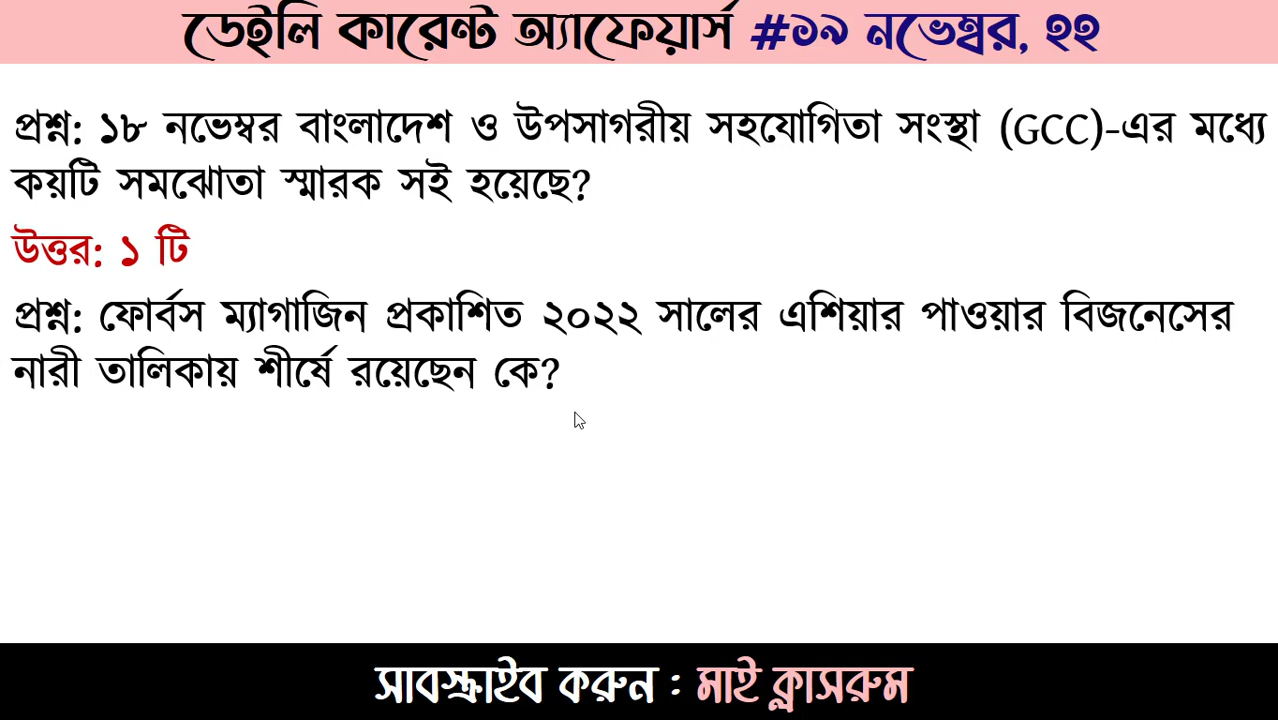 ডেইলি কারেন্ট অ্যাফেয়ার্স #১৯ নভেম্বর, ২২
প্রশ্ন: ১৮ নভেম্বর বাংলাদেশ ও উপসাগরীয় সহযোগিতা সংস্থা (GCC)-এর মধ্যে
কয়টি সমঝোতা স্মারক সই হয়েছে?
উত্তর: ১ টি
প্রশ্ন: ফোর্বস ম্যাগাজিন প্রকাশিত ২০২২ সালের এশিয়ার পাওয়ার বিজনেসের
নারী তালিকায় শীর্ষে রয়েছেন কে?
সাবস্ক্রাইব করুন : মাই ক্লাসরুম